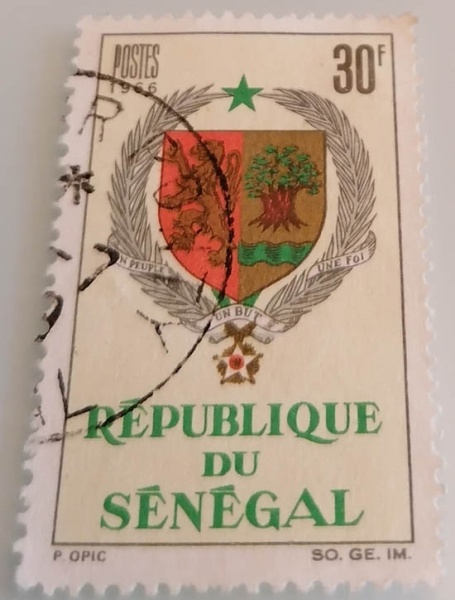 POSTES
1966
30F
UN PEUPLE
UN BUT
UNE FOI
RÉPUBLIQUE
DU
SÉNÉGAL
P. OPIC
SO. GE. IM.